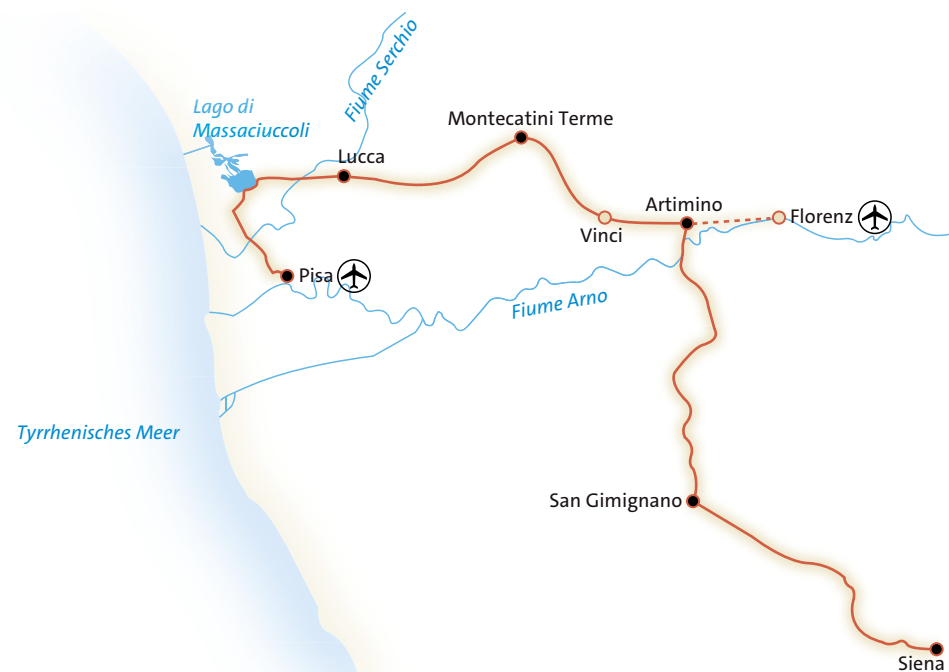 Fiume Serchio
Lago di
Massaciuccoli
Montecatini Terme
Lucca
Artimino
Florenz
Vinci
Pisa
Fiume Arno
Tyrrhenisches Meer
San Gimignano
Siena